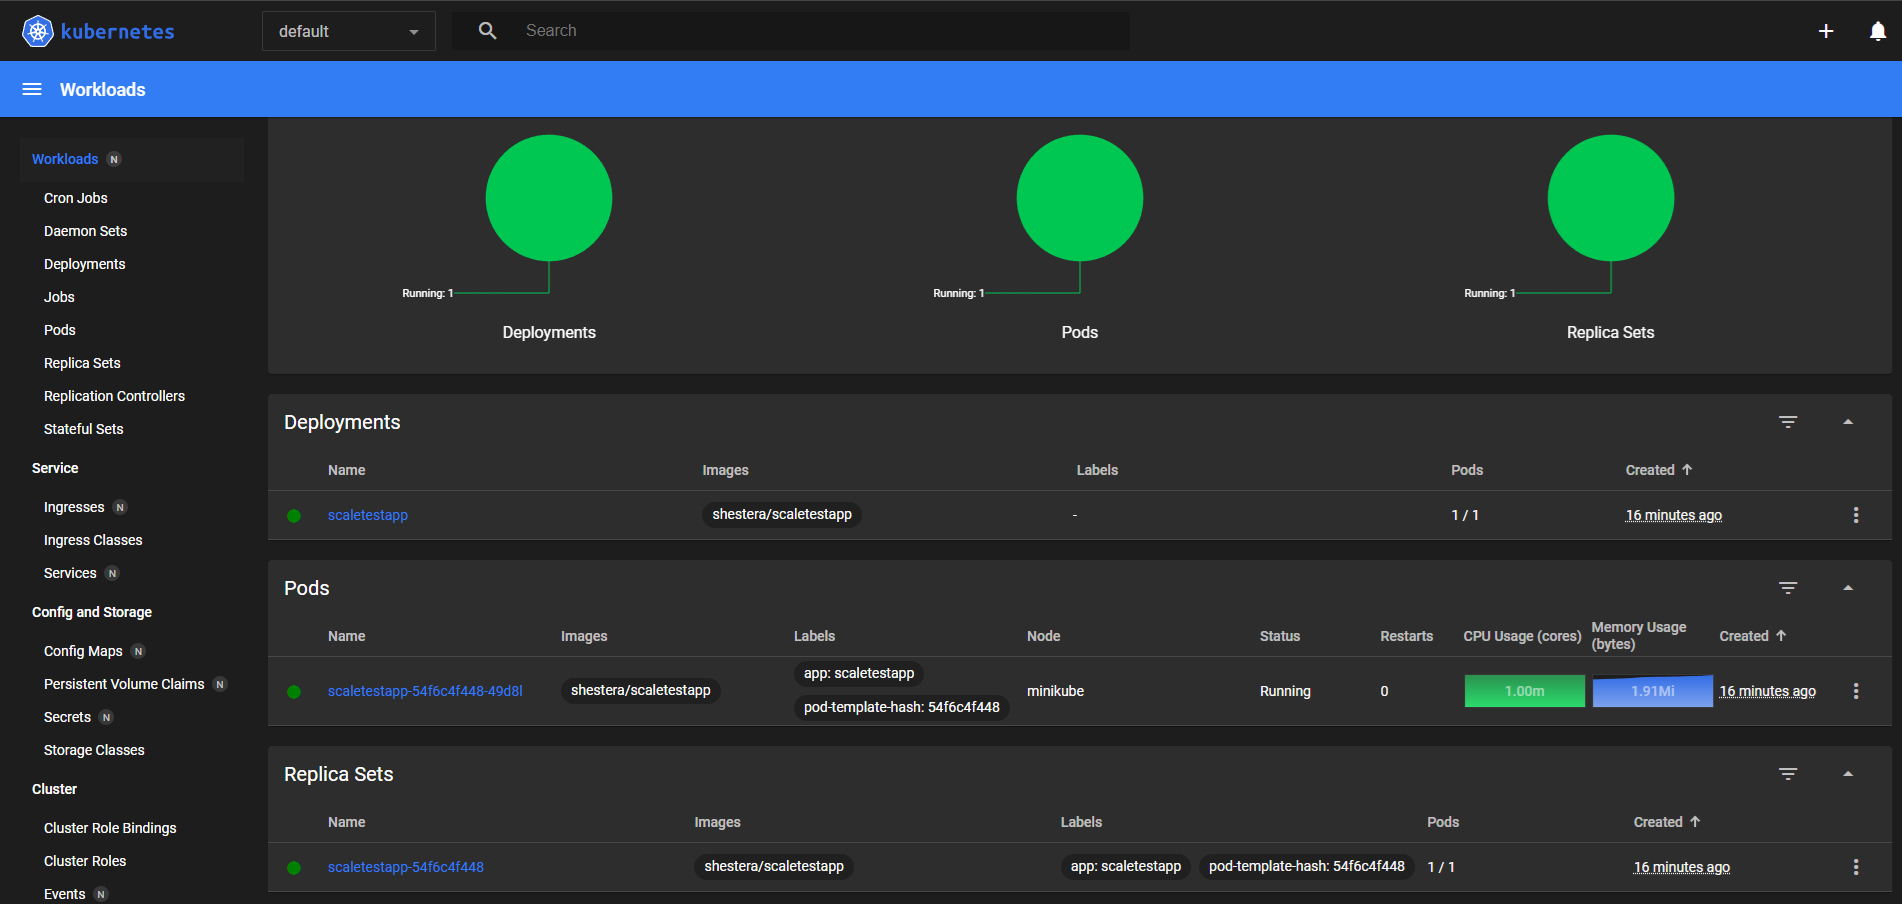 kubernetes
default
Search
Workloads
Workloads N
Cron Jobs
Daemon Sets
Deployments
Jobs
Pods
Replica Sets
Replication Controllers
Stateful Sets
Service
Ingresses N
Ingress Classes
Services N
Config and Storage
Config Maps N
Persistent Volume Claims N
Secrets N
Storage Classes
Cluster
Cluster Role Bindings
Cluster Roles
Events N
Running: 1
Deployments
Running: 1
Pods
Running: 1
Replica Sets
Deployments
Name Images Labels Pods Created
scaletestapp shestera/scaletestapp - 1 / 1 16 minutes ago
Pods
Name Images Labels Node Status Restarts CPU Usage (cores) Memory Usage (bytes) Created
scaletestapp-54f6c4f448-49d8l shestera/scaletestapp app: scaletestapp minikube Running 0 1.00m 1.91Mi 16 minutes ago
pod-template-hash: 54f6c4f448
Replica Sets
Name Images Labels Pods Created
scaletestapp-54f6c4f448 shestera/scaletestapp app: scaletestapp pod-template-hash: 54f6c4f448 1 / 1 16 minutes ago